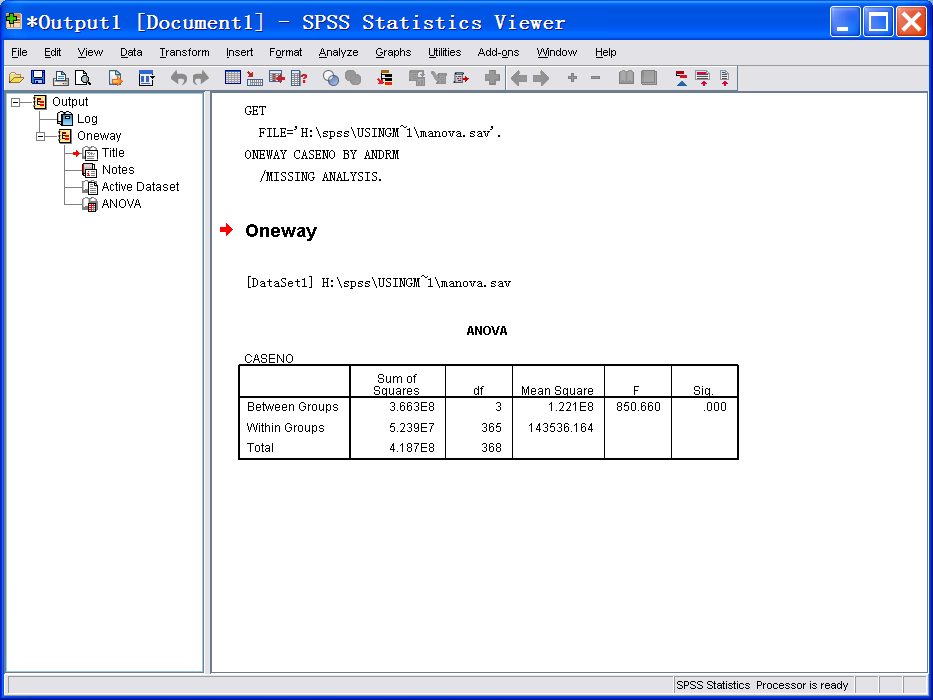 *Output1 [Document1] - SPSS Statistics Viewer
File Edit View Data Transform Insert Format Analyze Graphs Utilities Add-ons Window Help
Output
Log
Oneway
Title
Notes
Active Dataset
ANOVA
GET
FILE='H:\spss\USINGM~1\manova.sav'.
ONEWAY CASENO BY ANDRM
/MISSING ANALYSIS.
Oneway
[DataSet1] H:\spss\USINGM~1\manova.sav
ANOVA
CASENO
Sum of Squares df Mean Square F Sig.
Between Groups 3.663E8 3 1.221E8 850.660 .000
Within Groups 5.239E7 365 143536.164
Total 4.187E8 368
SPSS Statistics Processor is ready